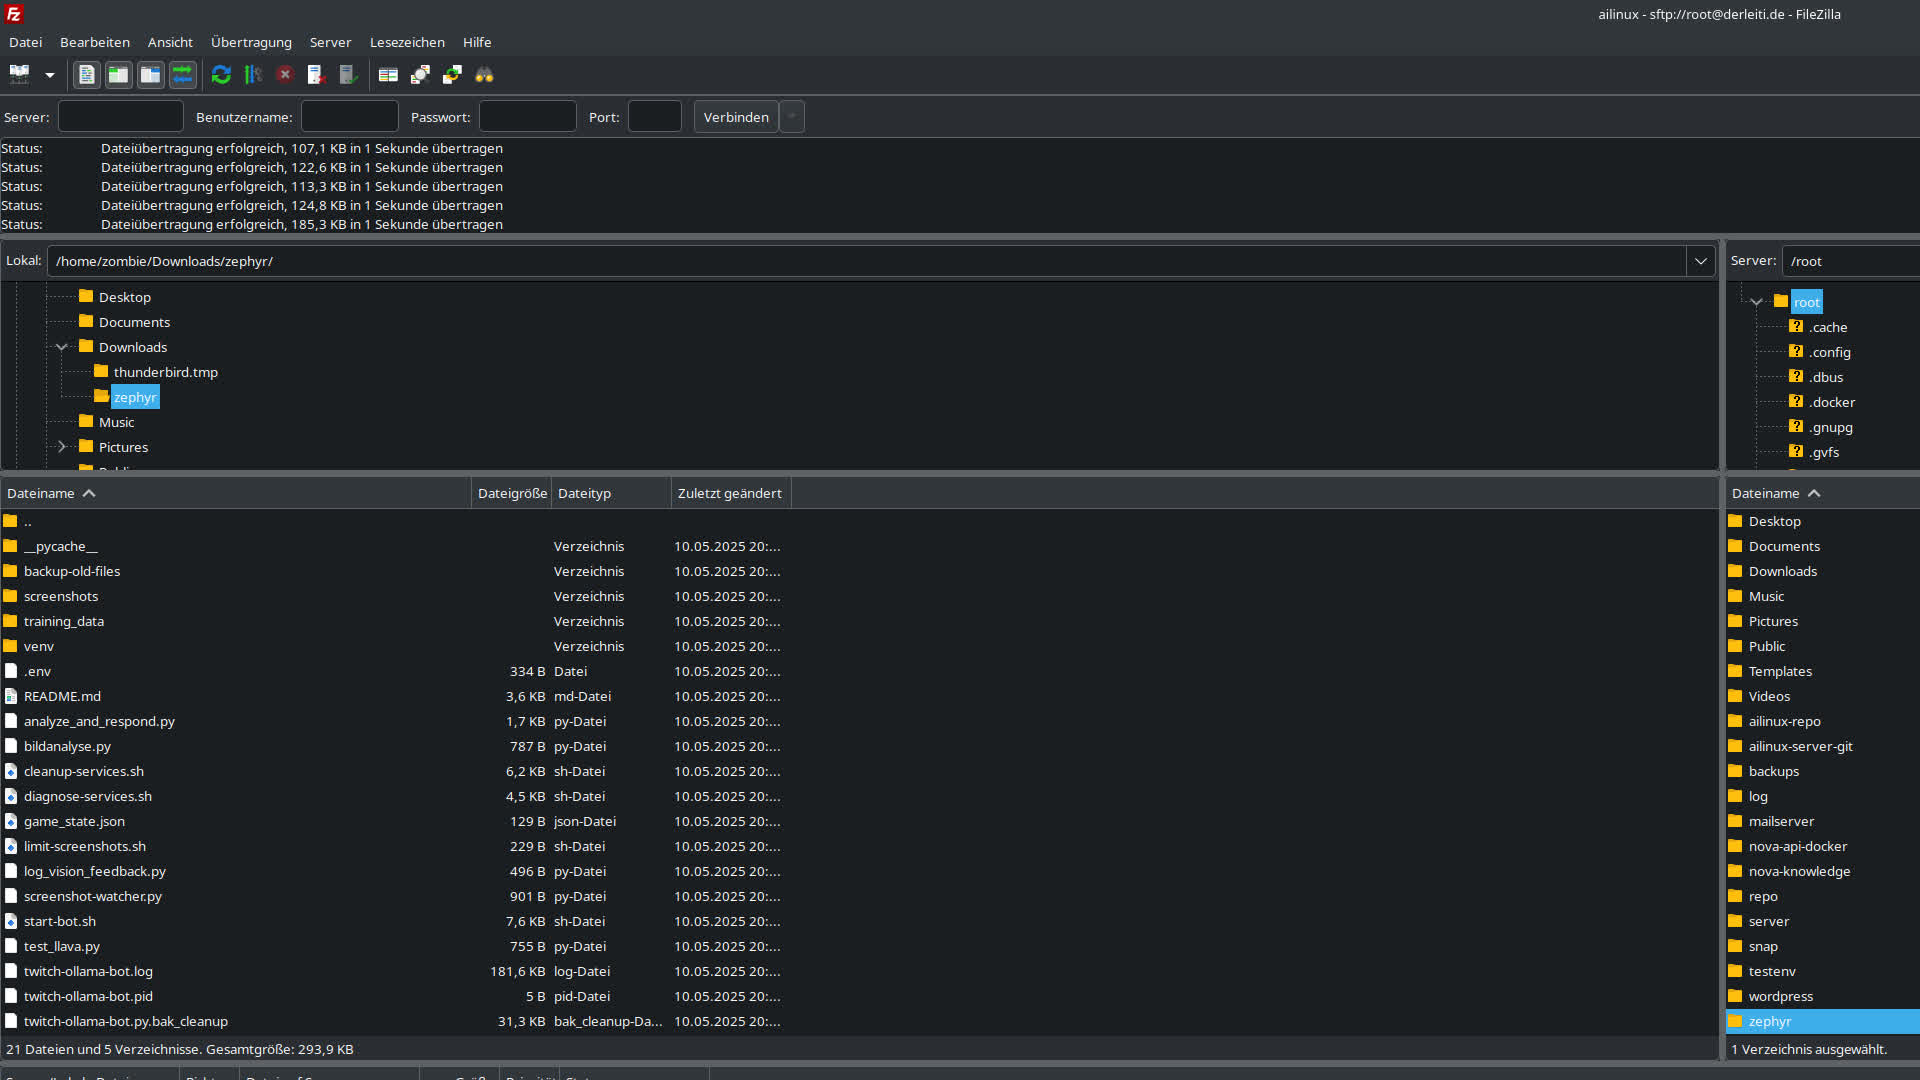 ailinux - sftp://root@derleiti.de - FileZilla
Datei Bearbeiten Ansicht Übertragung Server Lesezeichen Hilfe
Server: Benutzername: Passwort: Port: Verbinden
Status: Dateiübertragung erfolgreich, 107,1 KB in 1 Sekunde übertragen
Status: Dateiübertragung erfolgreich, 122,6 KB in 1 Sekunde übertragen
Status: Dateiübertragung erfolgreich, 113,3 KB in 1 Sekunde übertragen
Status: Dateiübertragung erfolgreich, 124,8 KB in 1 Sekunde übertragen
Status: Dateiübertragung erfolgreich, 185,3 KB in 1 Sekunde übertragen
Lokal: /home/zombie/Downloads/zephyr/
Desktop
Documents
Downloads
thunderbird.tmp
zephyr
Music
Pictures
Dateiname Dateigröße Dateityp Zuletzt geändert
..
__pycache__ Verzeichnis 10.05.2025 20:...
backup-old-files Verzeichnis 10.05.2025 20:...
screenshots Verzeichnis 10.05.2025 20:...
training_data Verzeichnis 10.05.2025 20:...
venv Verzeichnis 10.05.2025 20:...
.env 334 B Datei 10.05.2025 20:...
README.md 3,6 KB md-Datei 10.05.2025 20:...
analyze_and_respond.py 1,7 KB py-Datei 10.05.2025 20:...
bildanalyse.py 787 B py-Datei 10.05.2025 20:...
cleanup-services.sh 6,2 KB sh-Datei 10.05.2025 20:...
diagnose-services.sh 4,5 KB sh-Datei 10.05.2025 20:...
game_state.json 129 B json-Datei 10.05.2025 20:...
limit-screenshots.sh 229 B sh-Datei 10.05.2025 20:...
log_vision_feedback.py 496 B py-Datei 10.05.2025 20:...
screenshot-watcher.py 901 B py-Datei 10.05.2025 20:...
start-bot.sh 7,6 KB sh-Datei 10.05.2025 20:...
test_llava.py 755 B py-Datei 10.05.2025 20:...
twitch-ollama-bot.log 181,6 KB log-Datei 10.05.2025 20:...
twitch-ollama-bot.pid 5 B pid-Datei 10.05.2025 20:...
twitch-ollama-bot.py.bak_cleanup 31,3 KB bak_cleanup-Da... 10.05.2025 20:...
21 Dateien und 5 Verzeichnisse. Gesamtgröße: 293,9 KB
Server: /root
root
.cache
.config
.dbus
.docker
.gnupg
.gvfs
Dateiname
Desktop
Documents
Downloads
Music
Pictures
Public
Templates
Videos
ailinux-repo
ailinux-server-git
backups
log
mailserver
nova-api-docker
nova-knowledge
repo
server
snap
testenv
wordpress
zephyr
1 Verzeichnis ausgewählt.